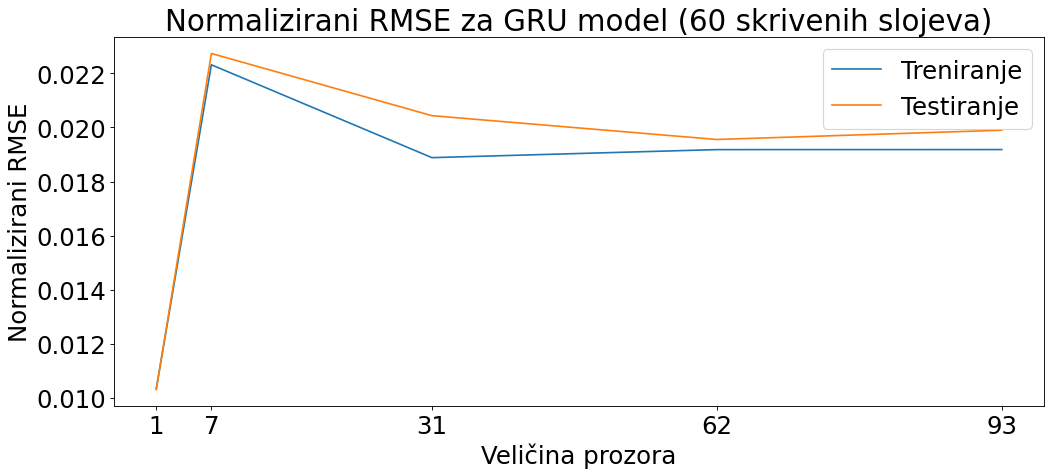 Normalizirani RMSE za GRU model (60 skrivenih slojeva)
Treniranje
Testiranje
Normalizirani RMSE
0.022
0.020
0.018
0.016
0.014
0.012
0.010
1 7 31 62 93
Veličina prozora